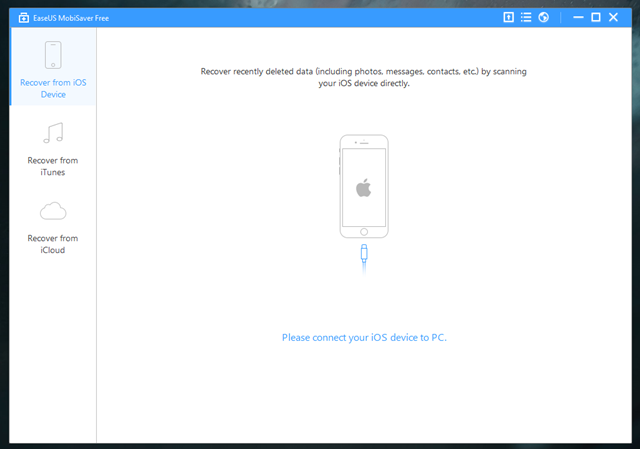 EaseUS MobiSaver Free
Recover from iOS
Device
Recover from
iTunes
Recover from
iCloud
Recover recently deleted data (including photos, messages, contacts, etc.) by scanning
your iOS device directly.
Please connect your iOS device to PC.